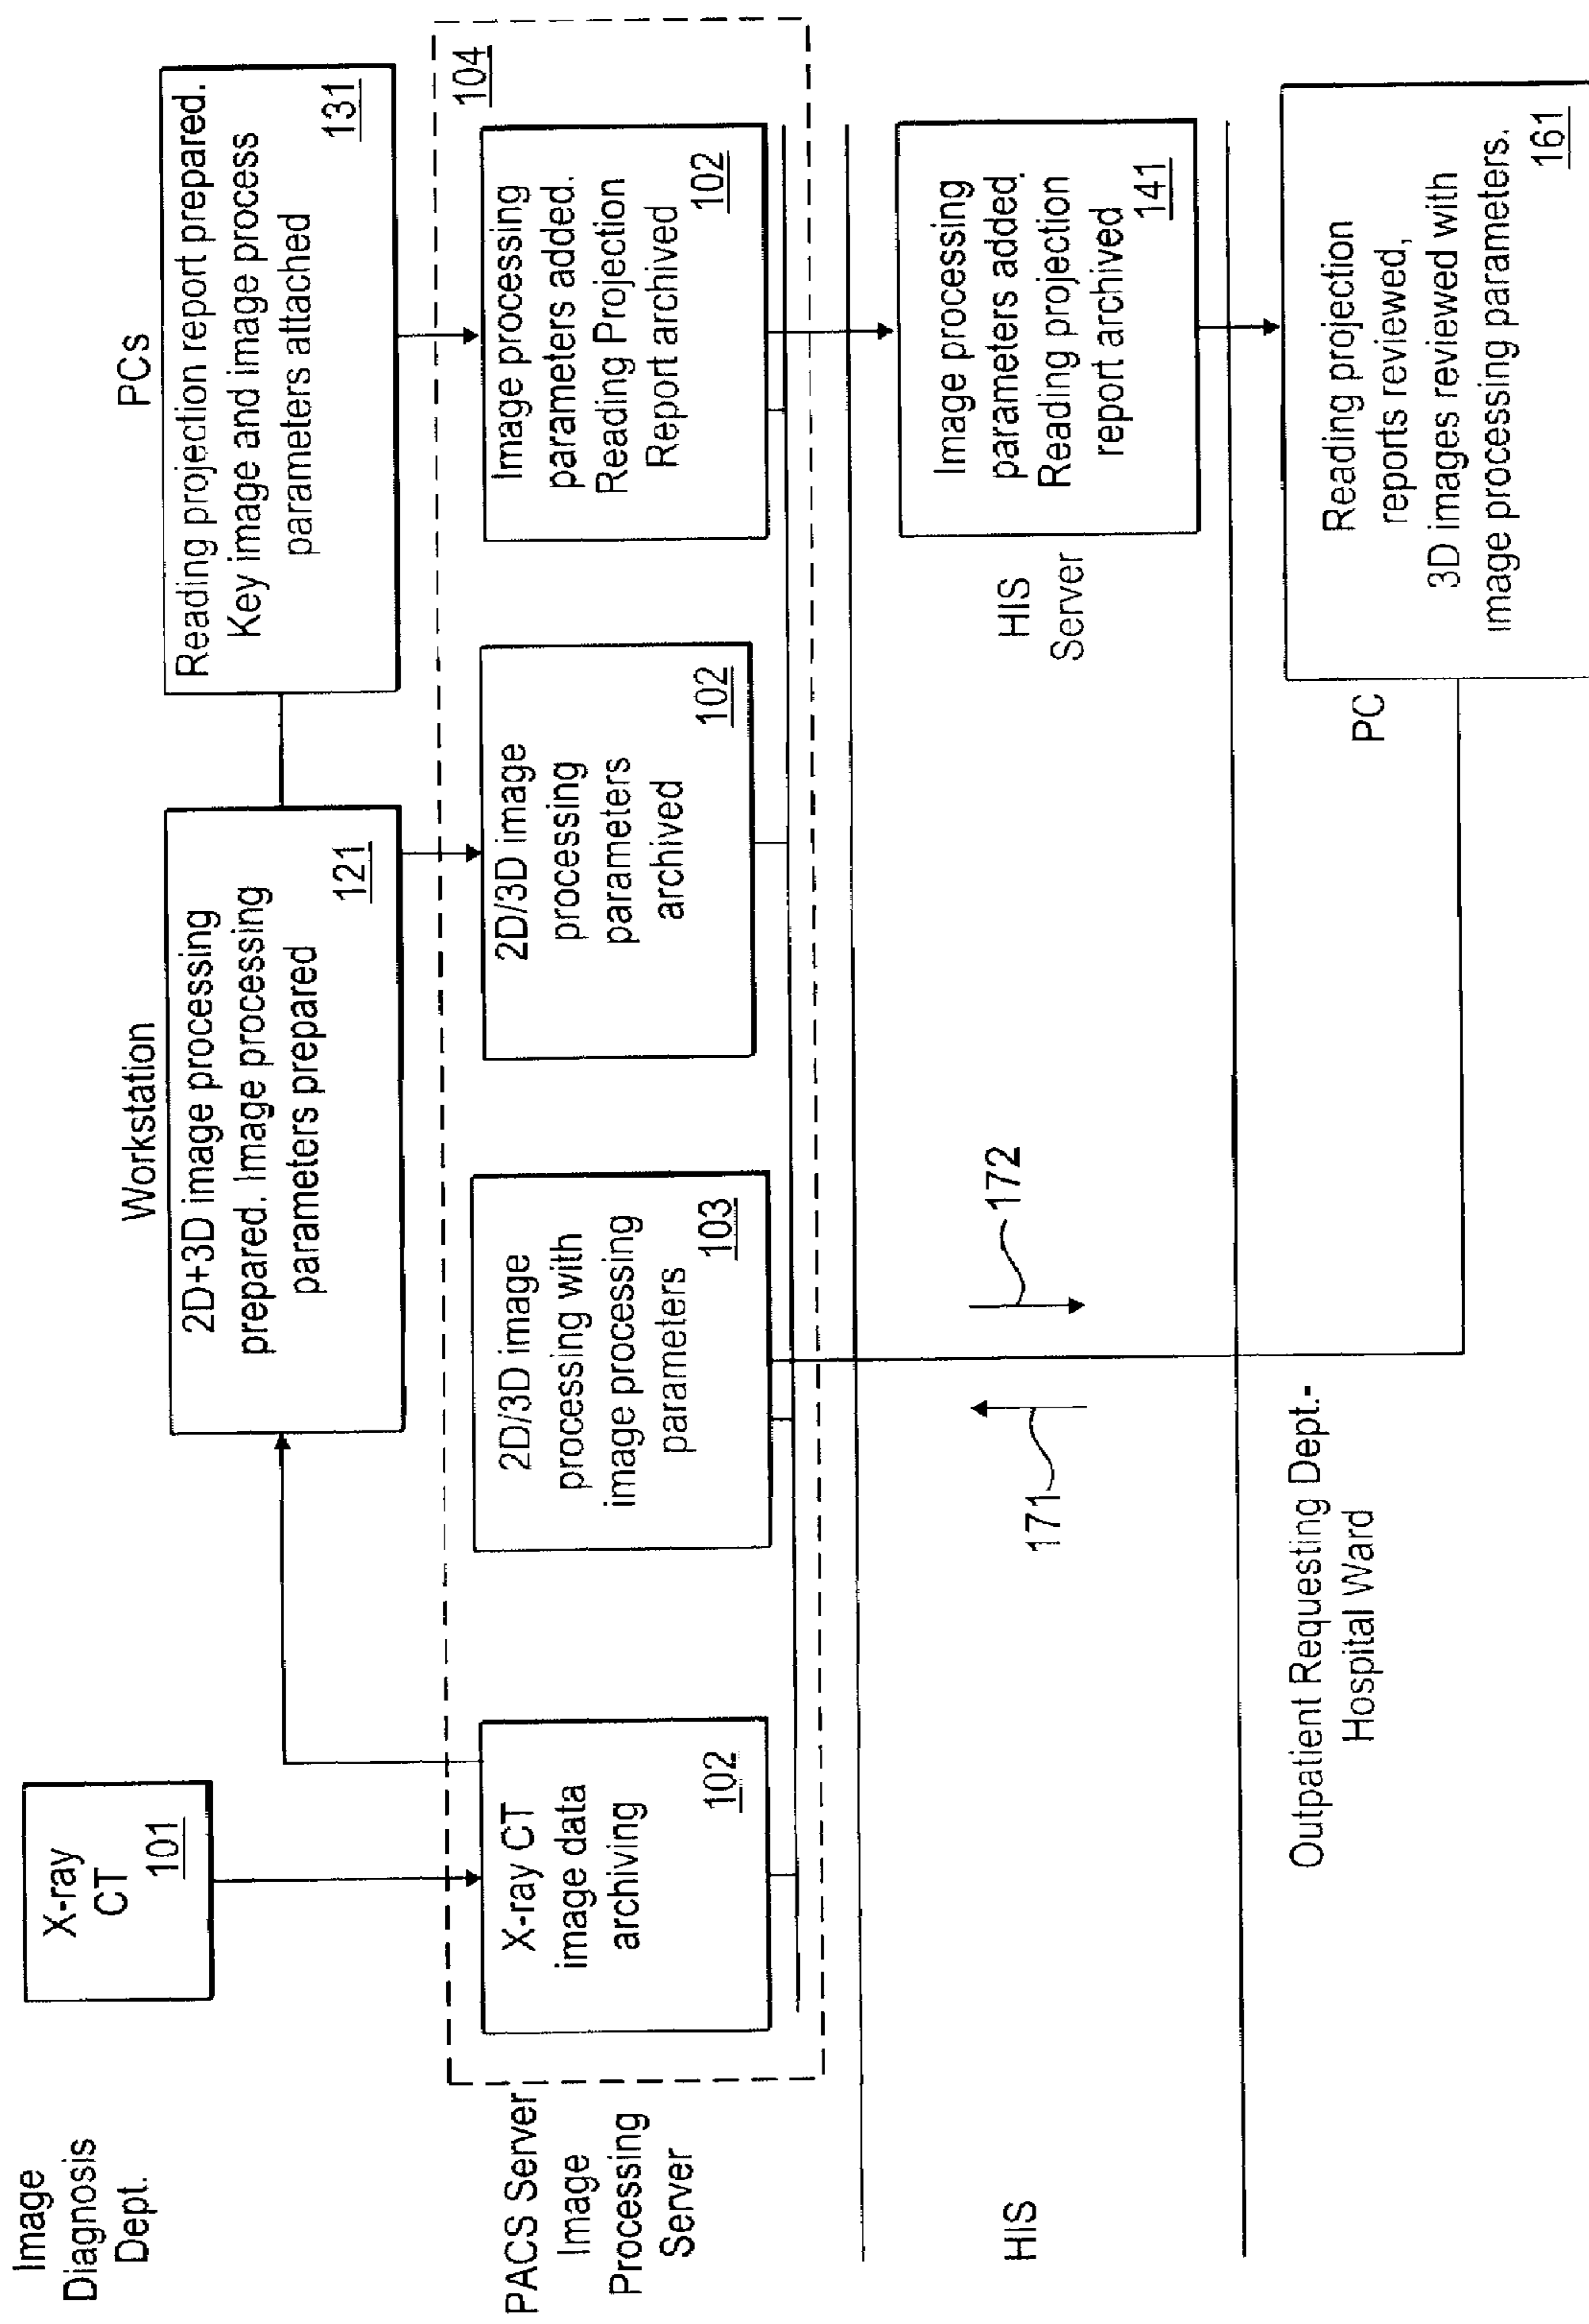 Image
Diagnosis
Dept.
X-ray
CT
101
Workstation
2D+3D image processing
prepared. Image processing
parameters prepared
121
PCs
Reading projection report prepared.
Key image and image process
parameters attached
131
PACS Server
Image
Processing
Server
104
X-ray CT
image data
archiving
102
2D/3D image
processing with
image processing
parameters
103
2D/3D image
processing
parameters
archived
102
Image processing
parameters added.
Reading Projection
Report archived
102
HIS
171
172
HIS
Server
Image processing
parameters added.
Reading projection
report archived
141
Outpatient Requesting Dept.-
Hospital Ward
PC
Reading projection
reports reviewed,
3D images reviewed with
image processing parameters.
161